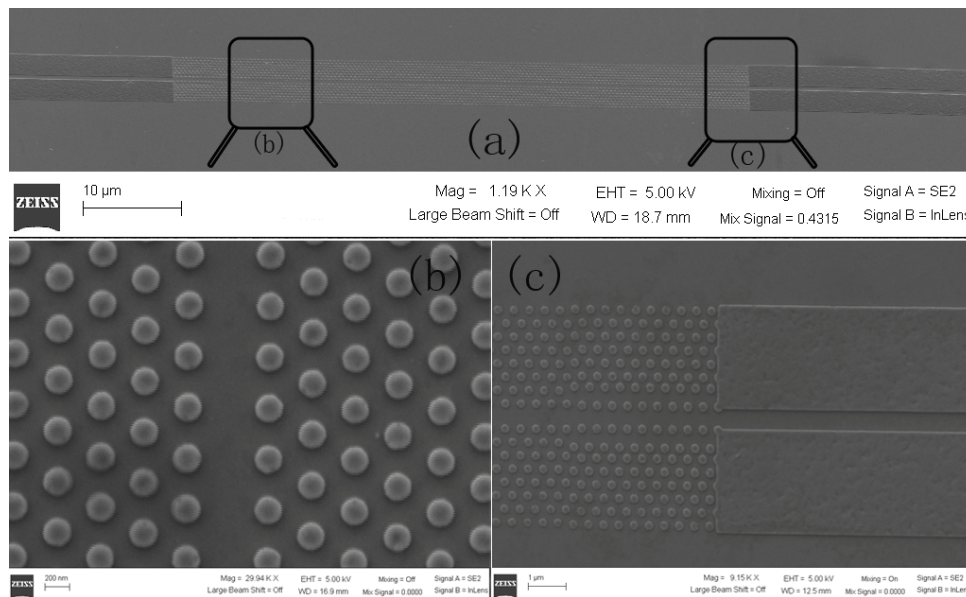 (b)
(a)
(c)
ZEISS
10 µm
Mag = 1.19 K X
EHT = 5.00 kV
Mixing = Off
Signal A = SE2
Large Beam Shift = Off
WD = 18.7 mm
Mix Signal = 0.4315
Signal B = InLens
(b)
(c)
ZEISS
200 nm
Mag = 29.94 K X
EHT = 5.00 kV
Mixing = Off
Signal A = SE2
Large Beam Shift = Off
WD = 16.9 mm
Mix Signal = 0.0000
Signal B = InLens
ZEISS
1 µm
Mag = 9.15 K X
EHT = 5.00 kV
Mixing = On
Signal A = SE2
Large Beam Shift = Off
WD = 12.5 mm
Mix Signal = 0.0000
Signal B = InLens